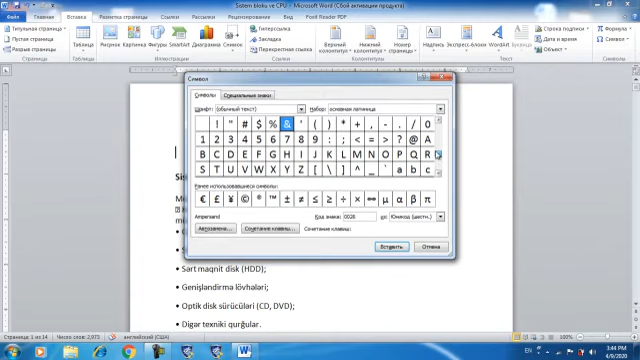 Sistem bloku ve CPU - Microsoft Word (Сбой активации продукта)
Файл Главная Вставка Разметка страницы Ссылки Рассылки Рецензирование Вид Foxit Reader PDF
Титульная страница
Пустая страница
Разрыв страницы
Страницы
Таблица
Таблицы
Рисунок Картинка Фигуры SmartArt Диаграмма Снимок
Иллюстрации
Гиперссылка
Закладка
Перекрестная ссылка
Ссылки
Верхний колонтитул
Нижний колонтитул
Номер страницы
Колонтитулы
Надпись Экспресс-блоки WordArt Буквица
Строка подписи
Дата и время
Объект
Текст
Формула
Символ
Символы
Символ
Символы Специальные знаки
Шрифт: (обычный текст) Набор: основная латиница
! " # $ % & ' ( ) * + , - . / 0
1 2 3 4 5 6 7 8 9 : ; < = > ? @ A
B C D E F G H I J K L M N O P Q R
S T U V W X Y Z [ \ ] ^ _ ` a b c
Ранее использовавшиеся символы:
€ £ ¥ © ® ™ ± ≠ ≤ ≥ ÷ × ∞ µ α β π
Ampersand
Код знака: 0026 из: Юникод (шестн.)
Автозамена... Сочетание клавиш... Сочетание клавиш:
Вставить Отмена
• Sərt maqnit disk (HDD);
• Genişləndirmə lövhələri;
• Optik disk sürücüləri (CD, DVD);
• Digər texniki qurğular.
Страница: 1 из 14 Число слов: 2,973 английский (США) 100%
EN 3:44 PM
4/9/2020